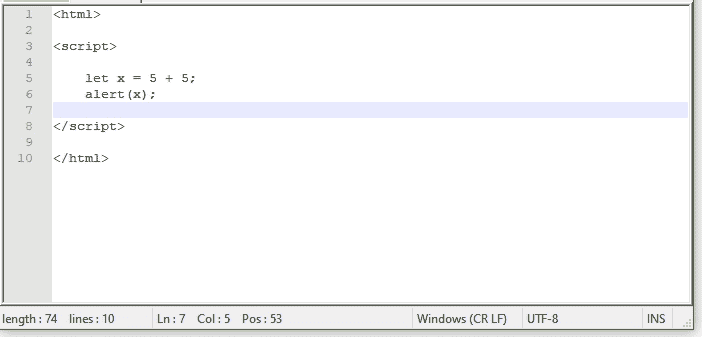 1 <html>
2
3 <script>
4
5 let x = 5 + 5;
6 alert(x);
7
8 </script>
9
10 </html>
length: 74 lines: 10 Ln: 7 Col: 5 Pos: 53 Windows (CR LF) UTF-8 INS